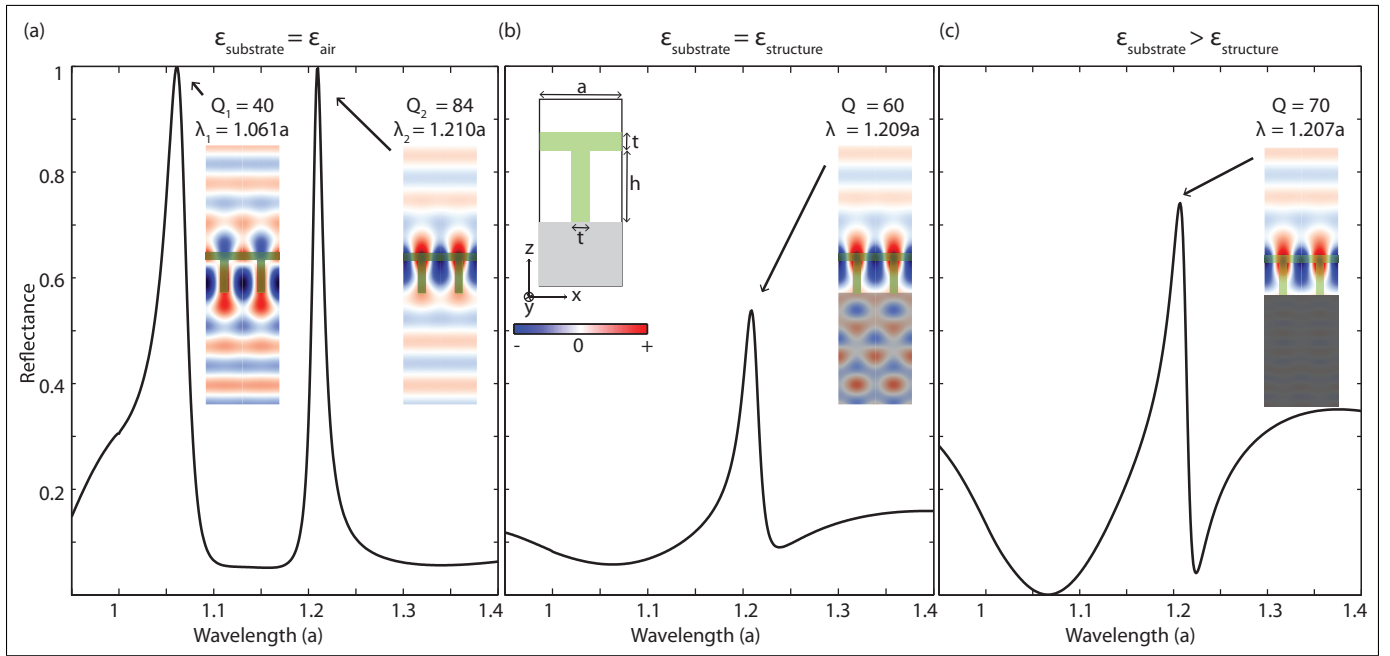 (a)
εsubstrate = εair
(b)
εsubstrate = εstructure
(c)
εsubstrate > εstructure
Reflectance
1
0.8
0.6
0.4
0.2
Q1 = 40
λ1 = 1.061a
Q2 = 84
λ2 = 1.210a
1 1.1 1.2 1.3 1.4
Wavelength (a)
a
t
h
t
z
x
y
- 0 +
Q = 60
λ = 1.209a
1 1.1 1.2 1.3 1.4
Wavelength (a)
Q = 70
λ = 1.207a
1 1.1 1.2 1.3 1.4
Wavelength (a)